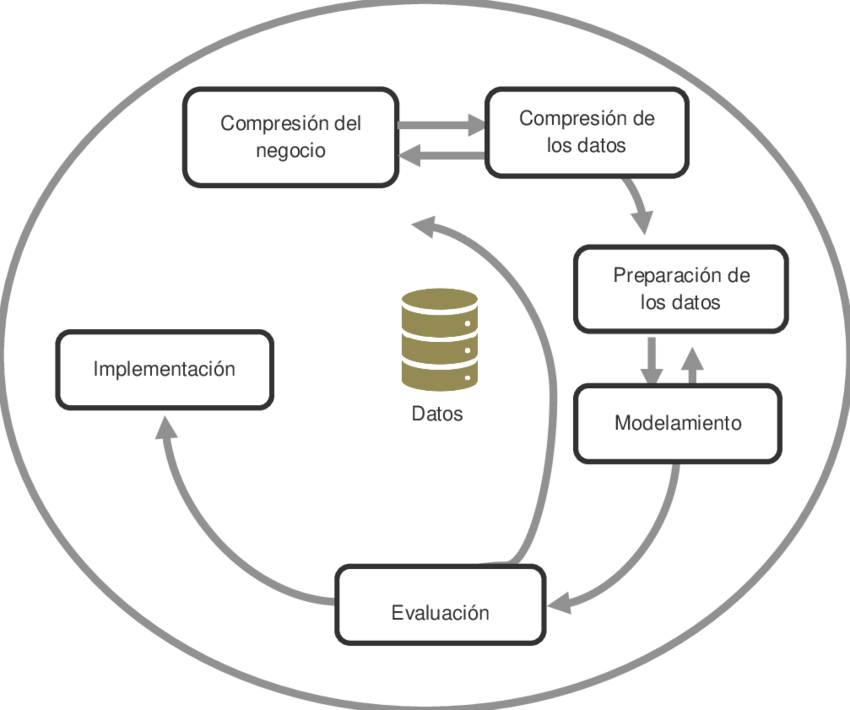 Compresión del
negocio
Compresión de
los datos
Preparación de
los datos
Implementación
Datos
Modelamiento
Evaluación